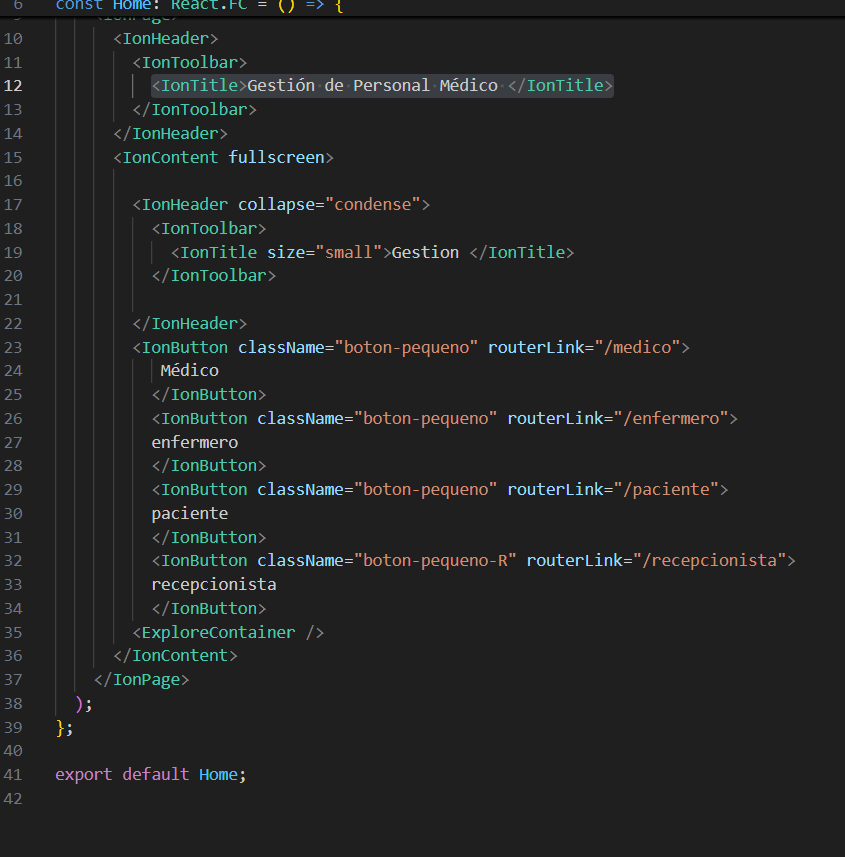 6 const Home: React.FC = () => {
<IonPage>
10 <IonHeader>
11 <IonToolbar>
12 <IonTitle>Gestión de Personal Médico </IonTitle>
13 </IonToolbar>
14 </IonHeader>
15 <IonContent fullscreen>
16
17 <IonHeader collapse="condense">
18 <IonToolbar>
19 <IonTitle size="small">Gestion </IonTitle>
20 </IonToolbar>
21
22 </IonHeader>
23 <IonButton className="boton-pequeno" routerLink="/medico">
24 Médico
25 </IonButton>
26 <IonButton className="boton-pequeno" routerLink="/enfermero">
27 enfermero
28 </IonButton>
29 <IonButton className="boton-pequeno" routerLink="/paciente">
30 paciente
31 </IonButton>
32 <IonButton className="boton-pequeno-R" routerLink="/recepcionista">
33 recepcionista
34 </IonButton>
35 <ExploreContainer />
36 </IonContent>
37 </IonPage>
38 );
39 };
40
41 export default Home;
42